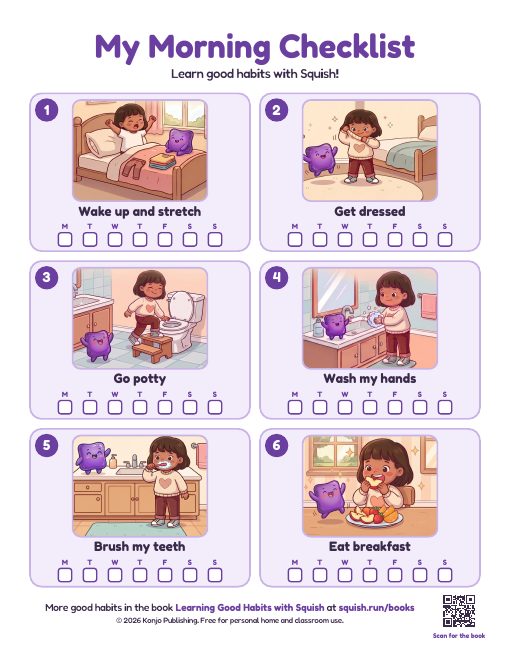 My Morning Checklist
Learn good habits with Squish!
1
Wake up and stretch
M T W T F S S
2
Get dressed
M T W T F S S
3
Go potty
M T W T F S S
4
Wash my hands
M T W T F S S
5
Brush my teeth
M T W T F S S
6
Eat breakfast
M T W T F S S
More good habits in the book Learning Good Habits with Squish at squish.run/books
© 2026 Konjo Publishing. Free for personal home and classroom use.
Scan for the book